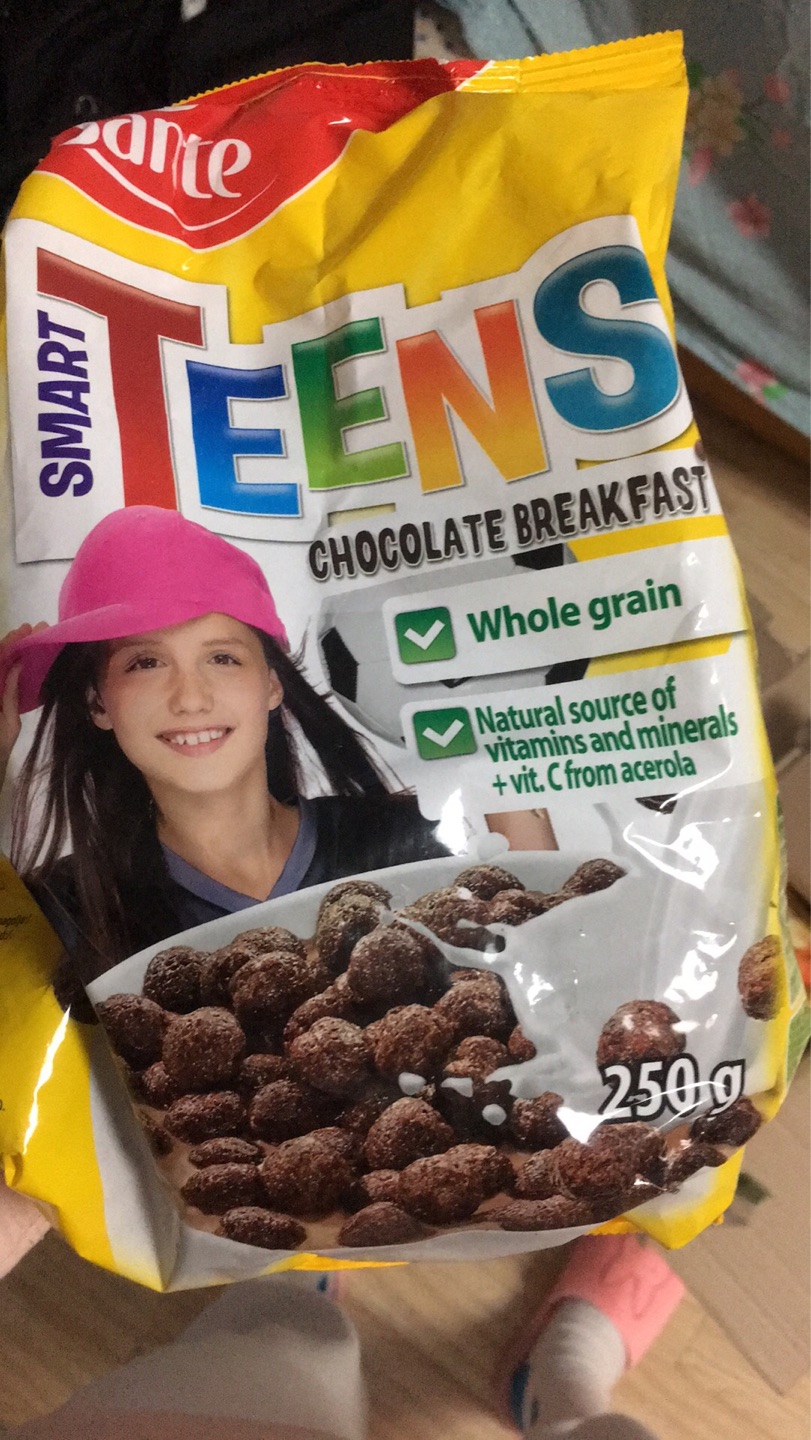 Sante
SMART
TEENS
CHOCOLATE BREAKFAST
Whole grain
Natural source of
vitamins and minerals
+ vit. C from acerola
250 g